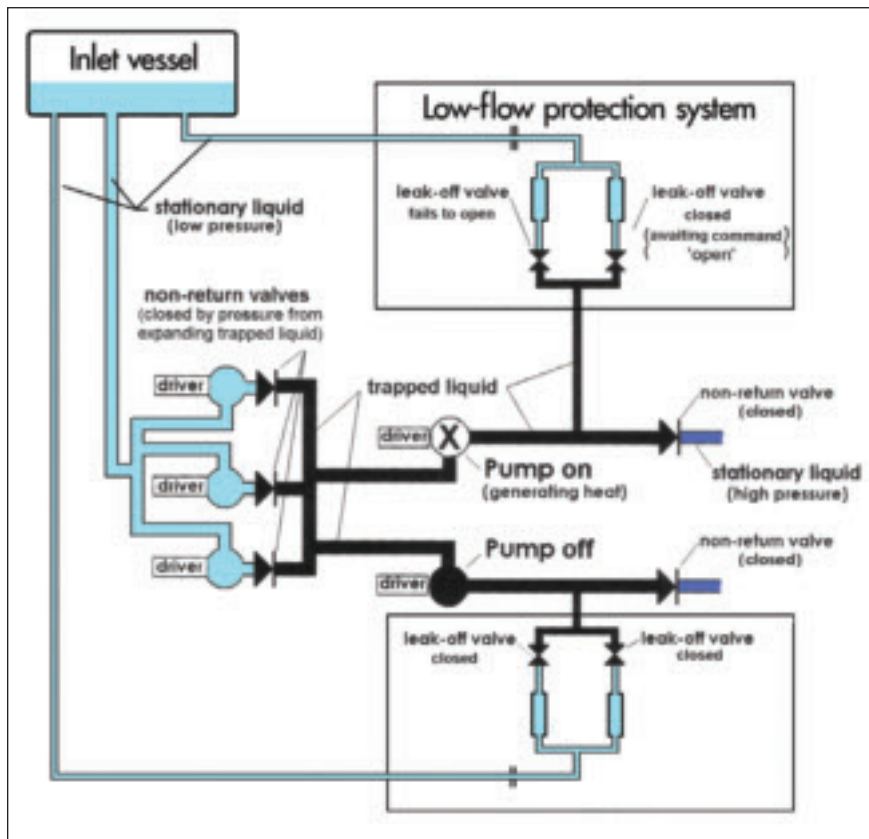 Inlet vessel
Low-flow protection system
leak-off valve
fails to open
leak-off valve
closed
(awaiting command)
( 'open" )
stationary liquid
(low pressure)
non-return valves
(closed by pressure from
expanding trapped liquid)
driver
trapped liquid
driver
non-return valve
(closed)
X
Pump on
(generating heat)
stationary liquid
(high pressure)
driver
driver
Pump off
non-return valve
(closed)
driver
leak-off valve
closed
leak-off valve
closed